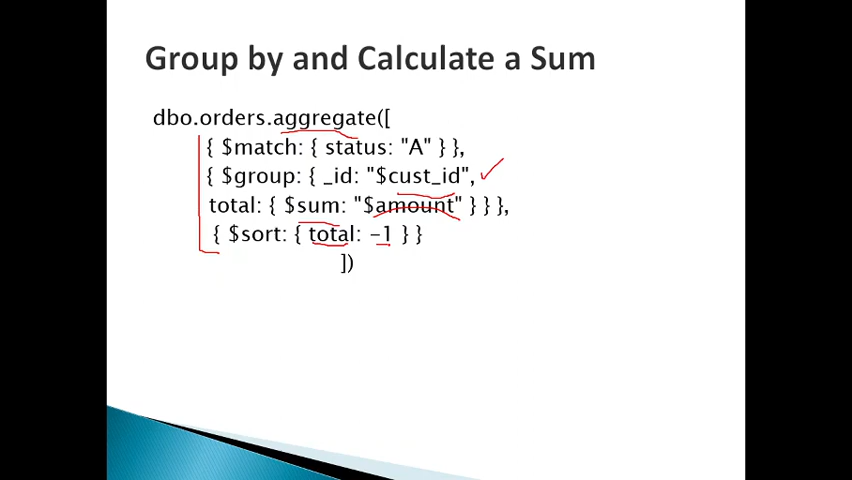 Group by and Calculate a Sum
dbo.orders.aggregate([
{ $match: { status: "A" } },
{ $group: { _id: "$cust_id",
total: { $sum: "$amount" } } },
{ $sort: { total: -1 } }
])